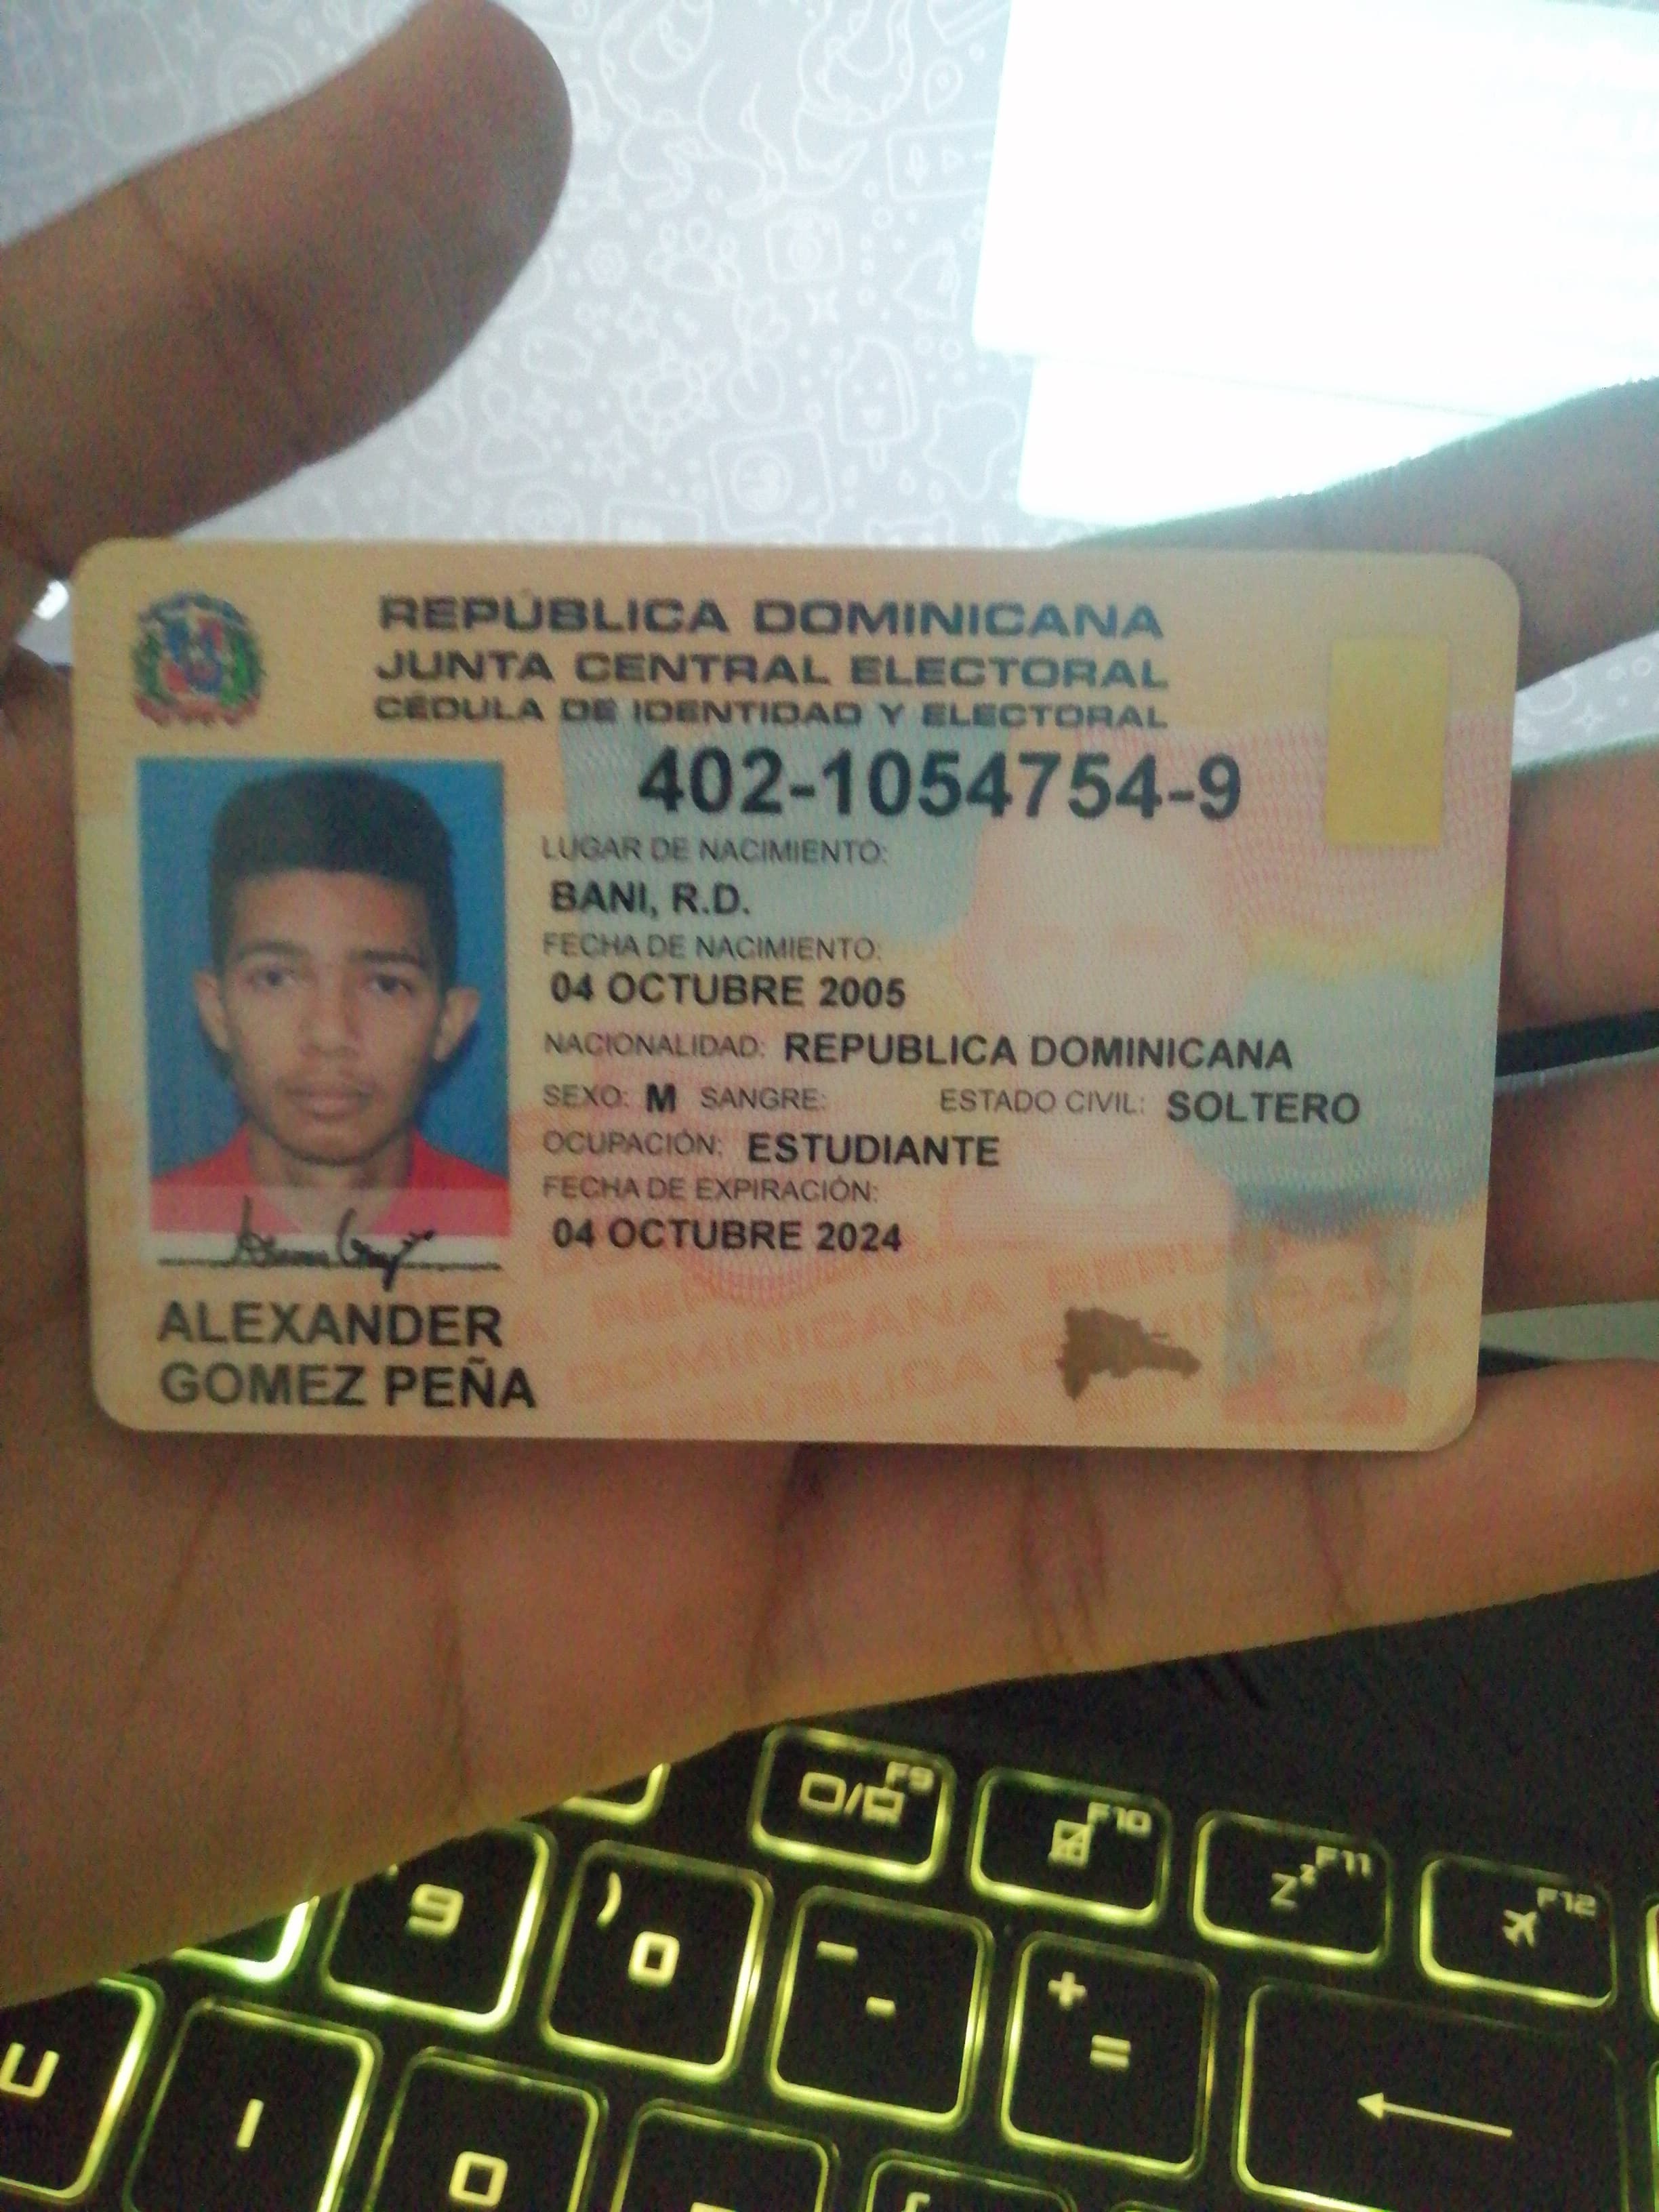 REPÚBLICA DOMINICANA
JUNTA CENTRAL ELECTORAL
CÉDULA DE IDENTIDAD Y ELECTORAL
402-1054754-9
LUGAR DE NACIMIENTO:
BANI, R.D.
FECHA DE NACIMIENTO:
04 OCTUBRE 2005
NACIONALIDAD: REPUBLICA DOMINICANA
SEXO: M SANGRE: ESTADO CIVIL: SOLTERO
OCUPACIÓN: ESTUDIANTE
FECHA DE EXPIRACIÓN:
04 OCTUBRE 2024
ALEXANDER
GOMEZ PEÑA
F9
F10
F11
F12
9
) 0
- -
+ =
U
I
O